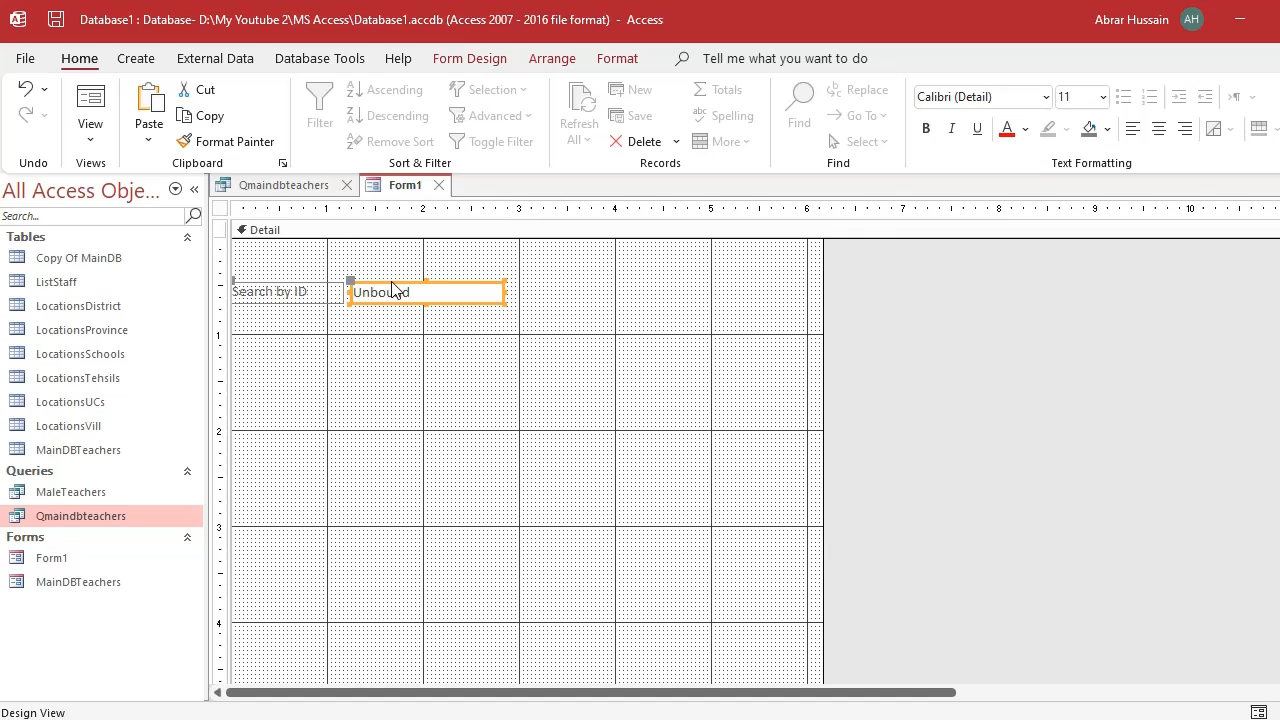 Database1 : Database- D:\My Youtube 2\MS Access\Database1.accdb (Access 2007 - 2016 file format) - Access
Abrar Hussain AH
File Home Create External Data Database Tools Help Form Design Arrange Format Tell me what you want to do
Undo
View
Views
Paste
Cut
Copy
Format Painter
Clipboard
Filter
Ascending
Descending
Remove Sort
Selection
Advanced
Toggle Filter
Sort & Filter
Refresh All
New
Save
Delete
Totals
Spelling
More
Records
Find
Replace
Go To
Select
Find
Calibri (Detail) 11
B I U A
Text Formatting
All Access Obje...
Search...
Tables
Copy Of MainDB
ListStaff
LocationsDistrict
LocationsProvince
LocationsSchools
LocationsTehsils
LocationsUCs
LocationsVill
MainDBTeachers
Queries
MaleTeachers
Qmaindbteachers
Forms
Form1
MainDBTeachers
Qmaindbteachers Form1
1 2 3 4 5 6 7 8 9 10
Detail
Search by ID Unbound
1
2
3
4
Design View